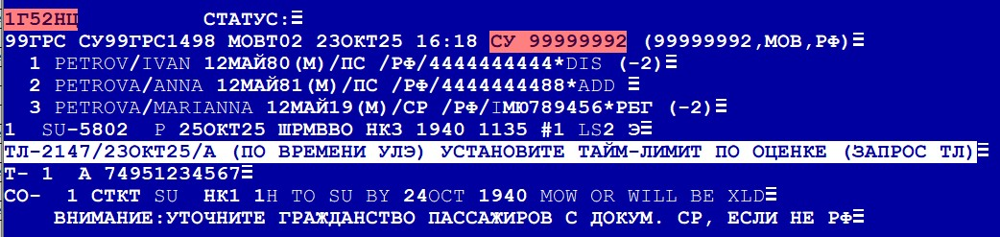 1Г52НЦ СТАТУС:
99ГРС СУ99ГРС1498 МОВТ02 23ОКТ25 16:18 СУ 99999992 (99999992,МОВ,РФ)
1 PETROV/IVAN 12МАЙ80(М)/ПС /РФ/4444444444*DIS (-2)
2 PETROVA/ANNA 12МАЙ81(М)/ПС /РФ/4444444488*ADD
3 PETROVA/MARIANNA 12МАЙ19(М)/СР /РФ/IМЮ789456*РБГ (-2)
1 SU-5802 P 25ОКТ25 ШРМВВО НК3 1940 1135 #1 LS2 Э
ТЛ-2147/23ОКТ25/А (ПО ВРЕМЕНИ УЛЭ) УСТАНОВИТЕ ТАЙМ-ЛИМИТ ПО ОЦЕНКЕ (ЗАПРОС ТЛ)
Т- 1 А 74951234567
СО- 1 СТКТ SU НК1 1H TO SU BY 24OCT 1940 MOW OR WILL BE XLD
ВНИМАНИЕ:УТОЧНИТЕ ГРАЖДАНСТВО ПАССАЖИРОВ С ДОКУМ. СР, ЕСЛИ НЕ РФ